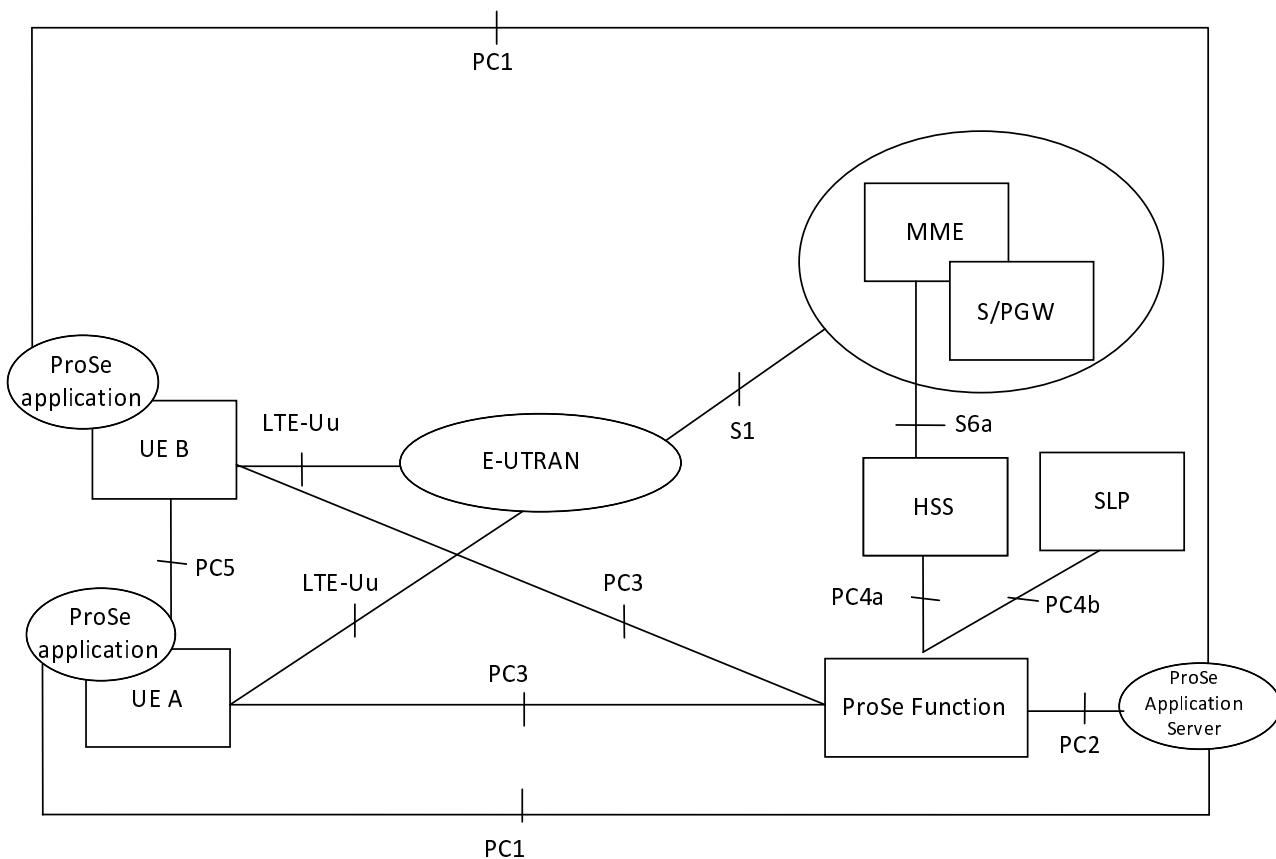 PC1
MME
S/PGW
ProSe
application
UE B
LTE-Uu
E-UTRAN
S1
S6a
HSS
SLP
PC5
LTE-Uu
PC3
PC4a
PC4b
ProSe
application
UE A
PC3
ProSe Function
PC2
ProSe
Application
Server
PC1